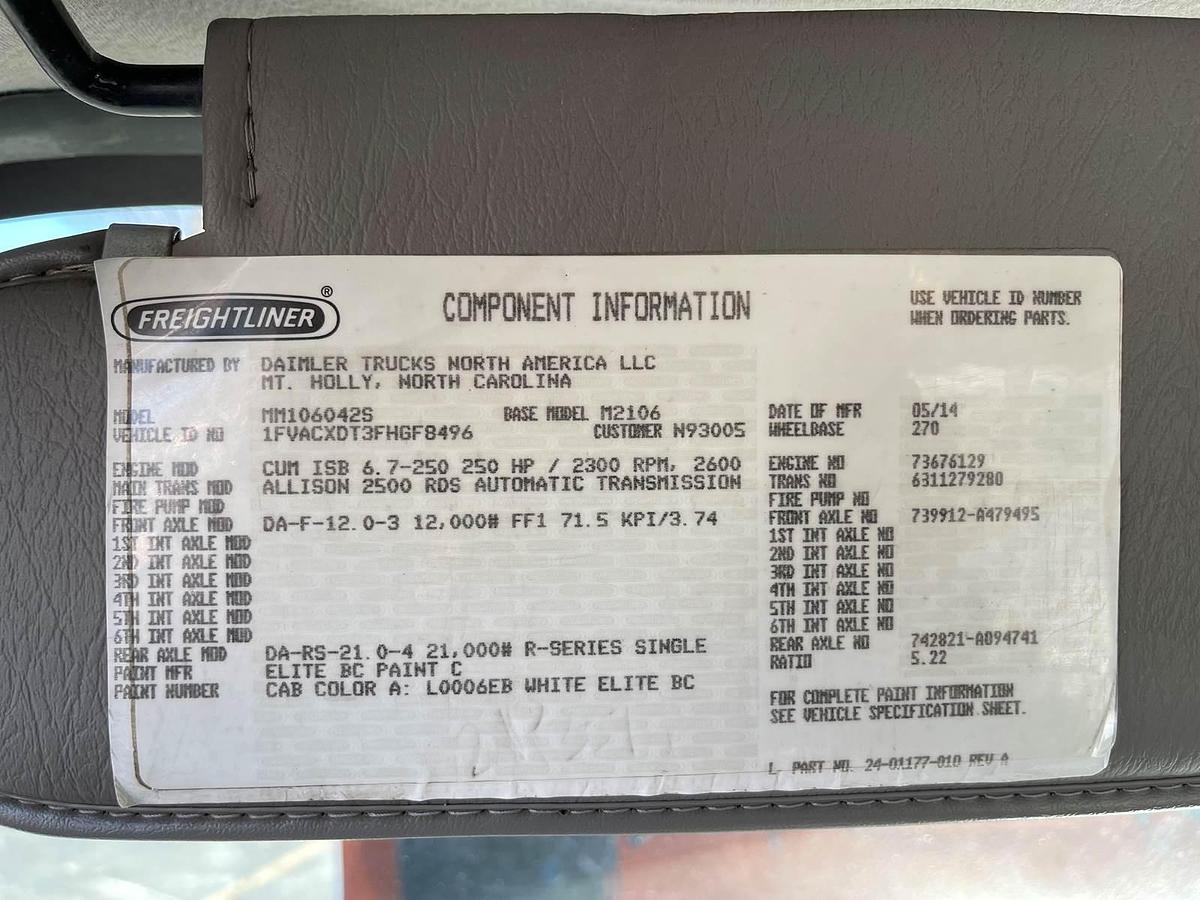 FREIGHTLINER ®
COMPONENT INFORMATION
USE VEHICLE ID NUMBER
WHEN ORDERING PARTS.
MANUFACTURED BY DAIMLER TRUCKS NORTH AMERICA LLC
MT. HOLLY, NORTH CAROLINA
MODEL MM106042S BASE MODEL M2106
VEHICLE ID NO 1FVACXDT3FHGF8496 CUSTOMER N93005
ENGINE MOD CUM ISB 6.7-250 250 HP / 2300 RPM, 2600
MAIN TRANS MOD ALLISON 2500 RDS AUTOMATIC TRANSMISSION
FIRE PUMP MOD
FRONT AXLE MOD DA-F-12.0-3 12,000# FF1 71.5 KPI/3.74
1ST INT AXLE MOD
2ND INT AXLE MOD
3RD INT AXLE MOD
4TH INT AXLE MOD
5TH INT AXLE MOD
6TH INT AXLE MOD
REAR AXLE MOD DA-RS-21.0-4 21,000# R-SERIES SINGLE
PAINT MFR ELITE BC PAINT C
PAINT NUMBER CAB COLOR A: L0006EB WHITE ELITE BC
DATE OF MFR 05/14
WHEELBASE 270
ENGINE NO 73676129
TRANS NO 6311279280
FIRE PUMP NO
FRONT AXLE NO 739912-A479495
1ST INT AXLE NO
2ND INT AXLE NO
3RD INT AXLE NO
4TH INT AXLE NO
5TH INT AXLE NO
6TH INT AXLE NO
REAR AXLE NO 742821-A094741
RATIO 5.22
FOR COMPLETE PAINT INFORMATION
SEE VEHICLE SPECIFICATION SHEET.
PART NO. 24-01177-010 REV A